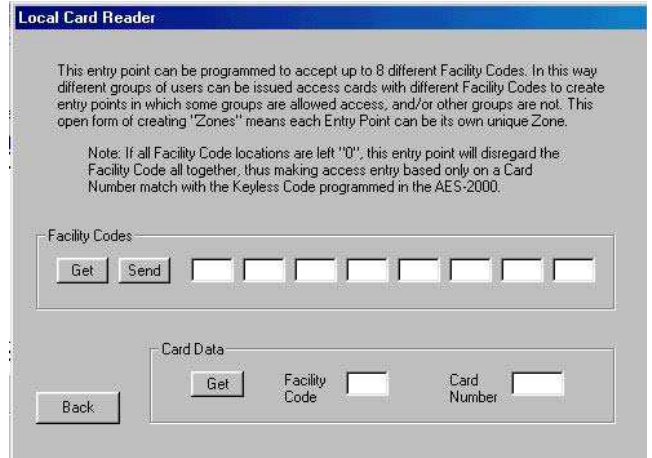 Local Card Reader
This entry point can be programmed to accept up to 8 different Facility Codes. In this way
different groups of users can be issued access cards with different Facility Codes to create
entry points in which some groups are allowed access, and/or other groups are not. This
open form of creating "Zones" means each Entry Point can be its own unique Zone.
Note: If all Facility Code locations are left "0", this entry point will disregard the
Facility Code all together, thus making access entry based only on a Card
Number match with the Keyless Code programmed in the AES-2000.
Facility Codes
Get Send
Card Data
Get Facility Code Card Number
Back